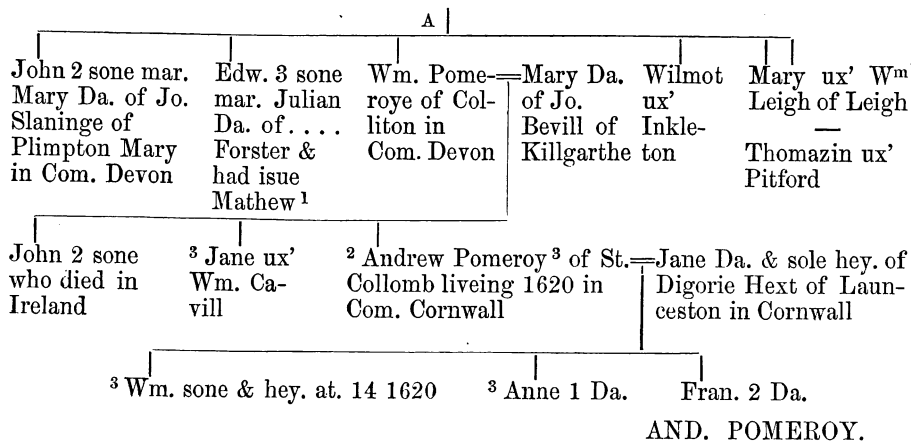 A
John 2 sone mar.
Mary Da. of Jo.
Slaninge of
Plimpton Mary
in Com. Devon
Edw. 3 sone
mar. Julian
Da. of . . . .
Forster &
had isue
Mathew ¹
Wm. Pome-
roye of Col-
liton in
Com. Devon
Mary Da.
of Jo.
Bevill of
Killgarthe
Wilmot
ux'
Inkle-
ton
Mary ux' Wᵐ
Leigh of Leigh
—
Thomazin ux'
Pitford
John 2 sone
who died in
Ireland
³ Jane ux'
Wm. Ca-
vill
² Andrew Pomeroy ³ of St.
Collomb liveing 1620 in
Com. Cornwall
Jane Da. & sole hey. of
Digorie Hext of Laun-
ceston in Cornwall
³ Wm. sone & hey. at. 14 1620
³ Anne 1 Da.
Fran. 2 Da.
AND. POMEROY.